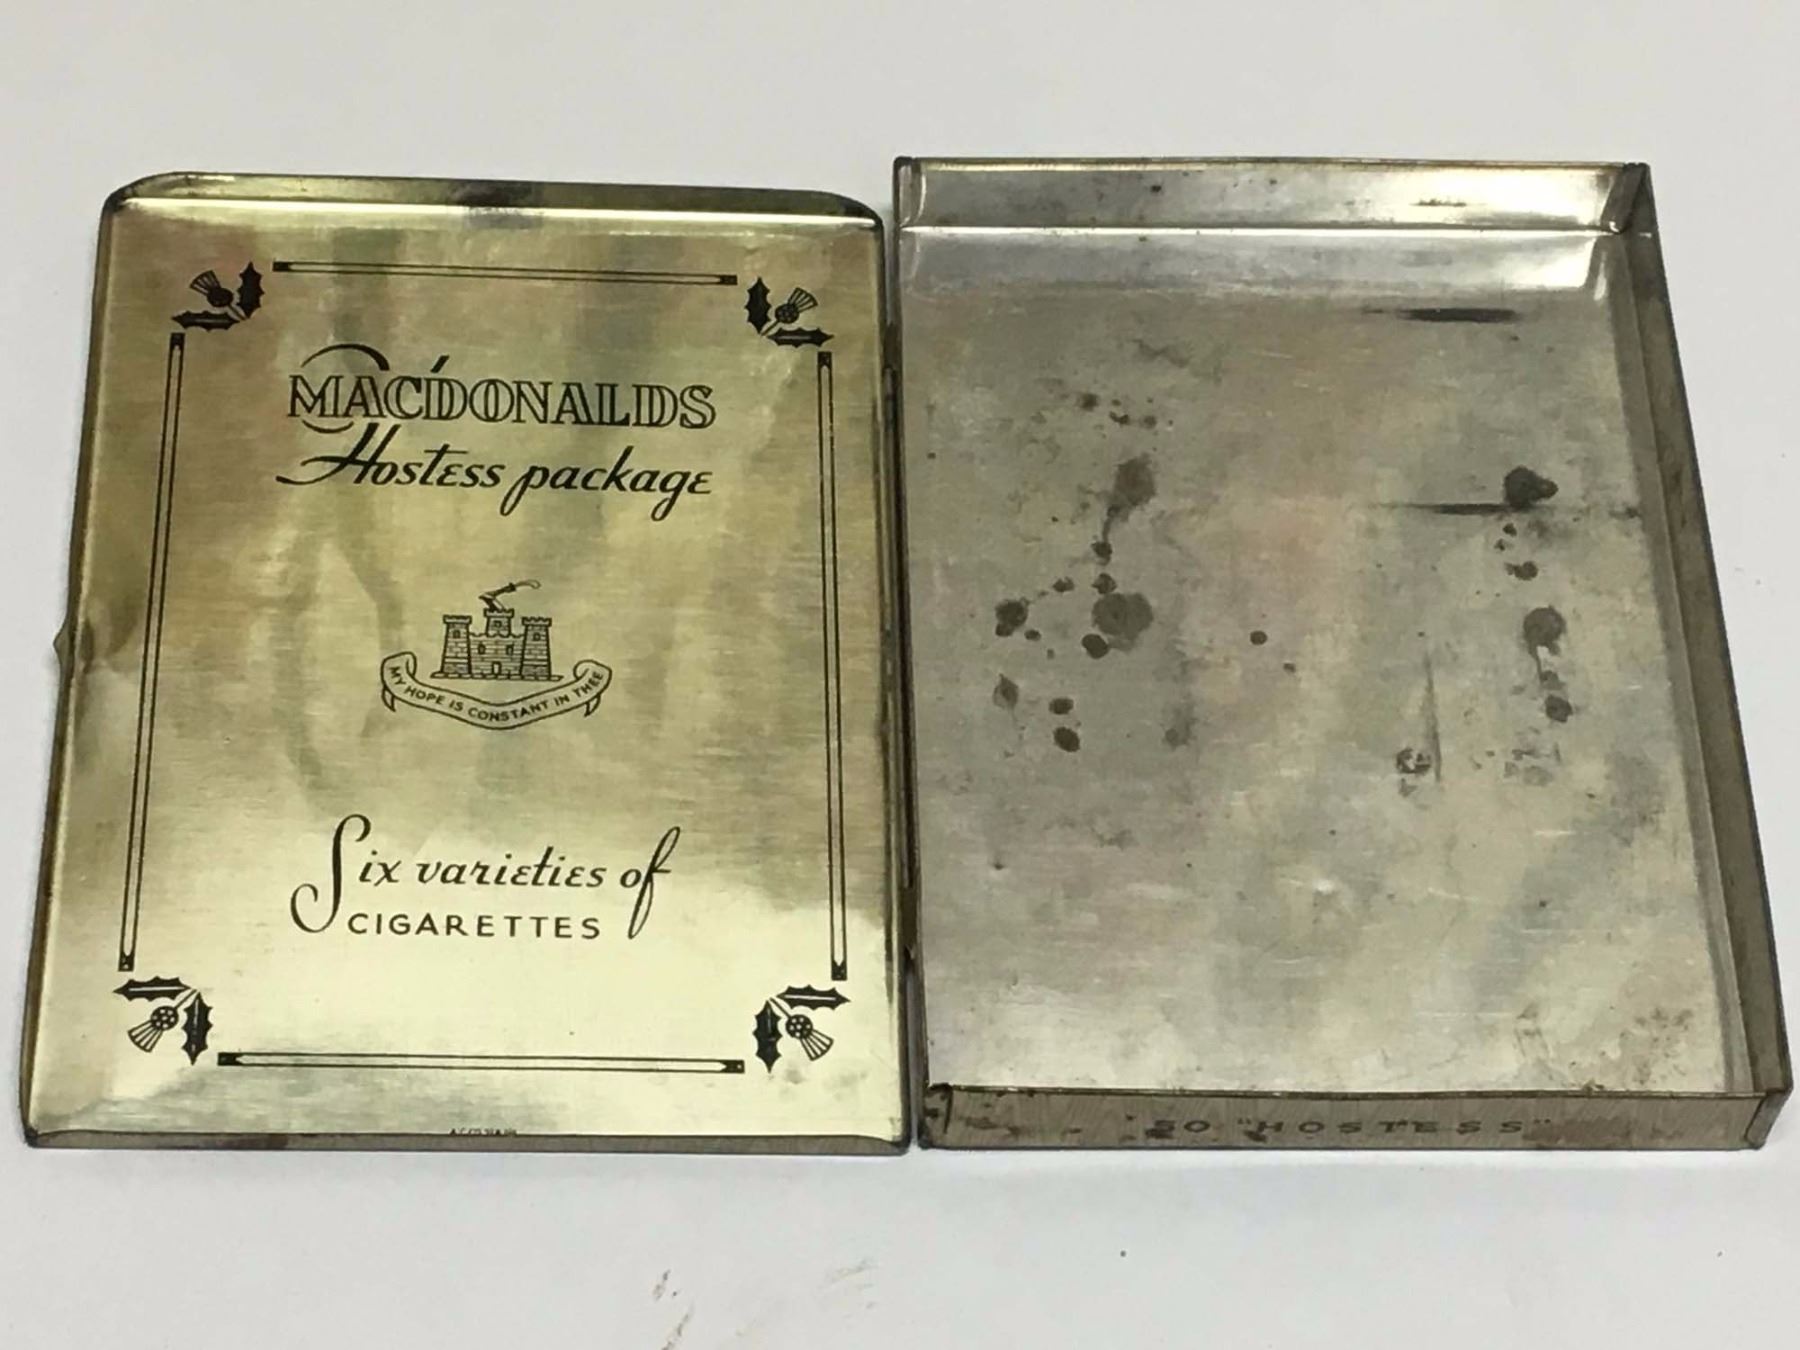 MACDONALDS
Hostess package
MY HOPE IS CONSTANT IN THEE
Six varieties of
CIGARETTES
50 "HOSTESS"